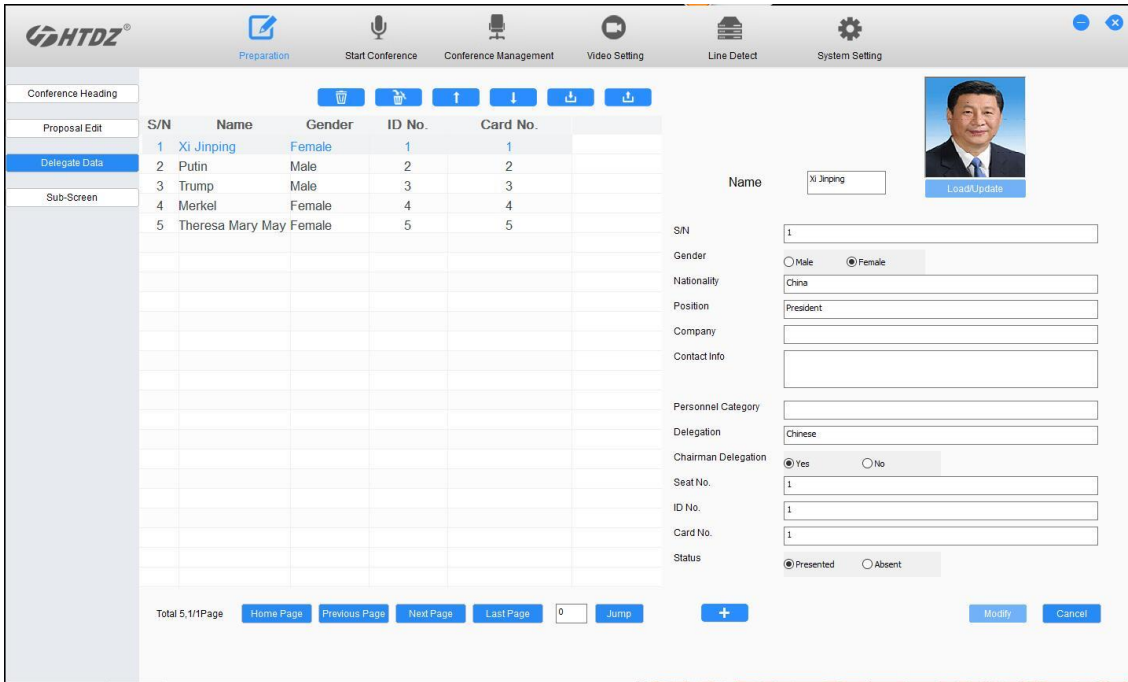 HTDZ®
Preparation
Start Conference
Conference Management
Video Setting
Line Detect
System Setting
Conference Heading
Proposal Edit
Delegate Data
Sub-Screen
S/N Name Gender ID No. Card No.
1 Xi Jinping Female 1 1
2 Putin Male 2 2
3 Trump Male 3 3
4 Merkel Female 4 4
5 Theresa Mary May Female 5 5
Total 5,1/1Page Home Page Previous Page Next Page Last Page 0 Jump
Name Xi Jinping
Load/Update
S/N 1
Gender Male Female
Nationality China
Position President
Company
Contact Info
Personnel Category
Delegation Chinese
Chairman Delegation Yes No
Seat No. 1
ID No. 1
Card No. 1
Status Presented Absent
+ Modify Cancel